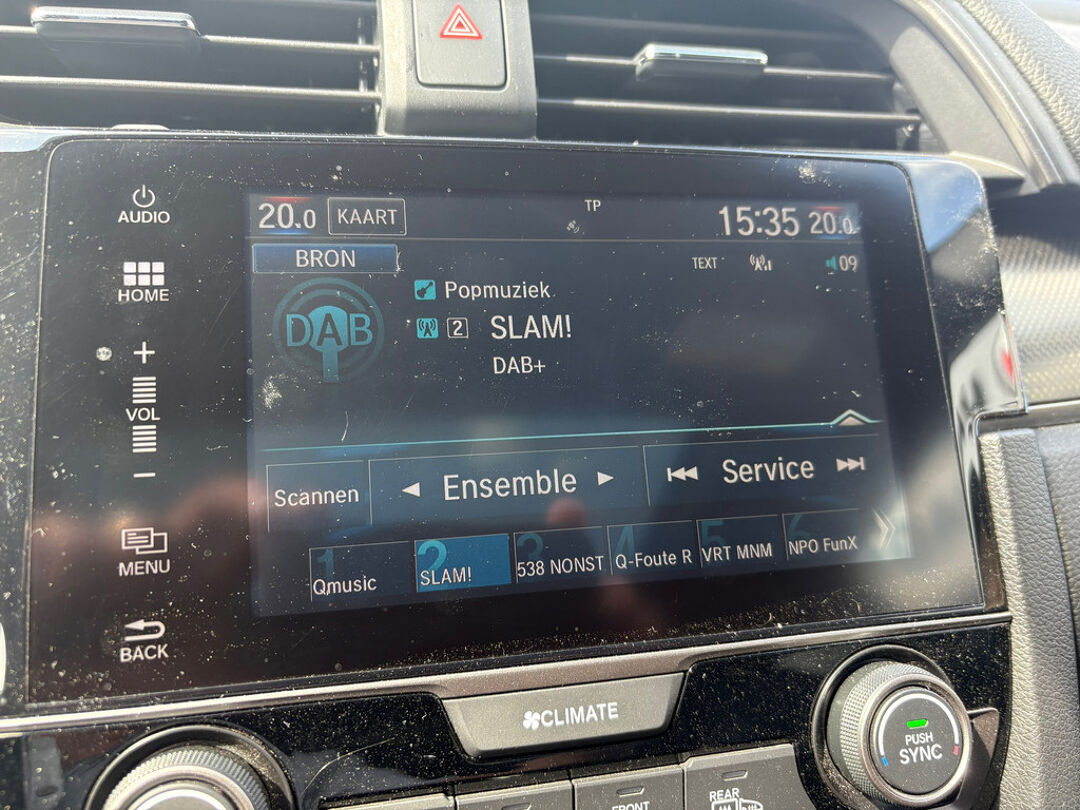 AUDIO
20.0 KAART TP 15:35 20.0
BRON TEXT 09
HOME
DAB
Popmuziek
2 SLAM!
DAB+
+
VOL
-
Scannen Ensemble Service
1 Qmusic 2 SLAM! 3 538 NONST 4 Q-Foute R 5 VRT MNM 6 NPO FunX
MENU
BACK
CLIMATE
PUSH
SYNC
FRONT
REAR